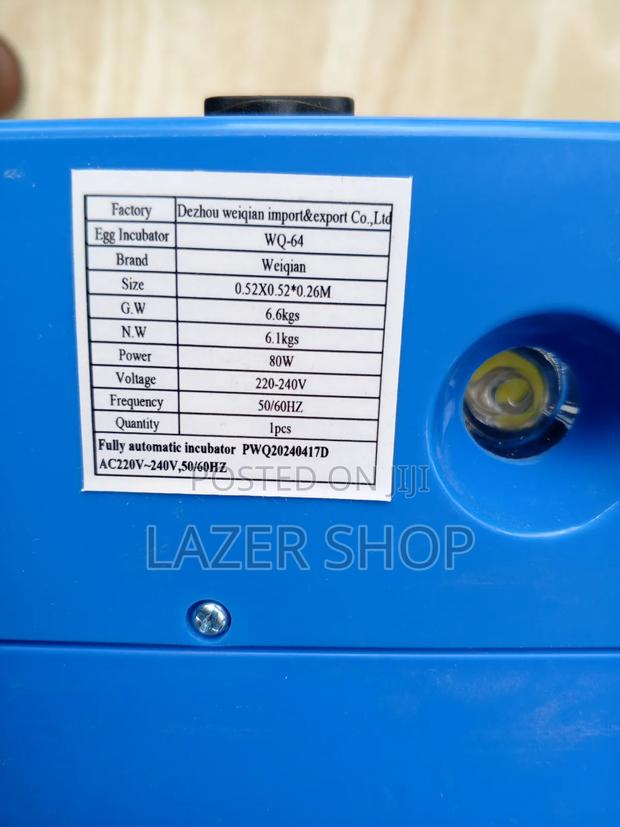 Factory Dezhou weiqian import&export Co.,Ltd
Egg Incubator WQ-64
Brand Weiqian
Size 0.52X0.52*0.26M
G.W 6.6kgs
N.W 6.1kgs
Power 80W
Voltage 220-240V
Frequency 50/60HZ
Quantity 1pcs
Fully automatic incubator PWQ20240417D
AC220V~240V,50/60HZ
POSTED ON JIJI
LAZER SHOP